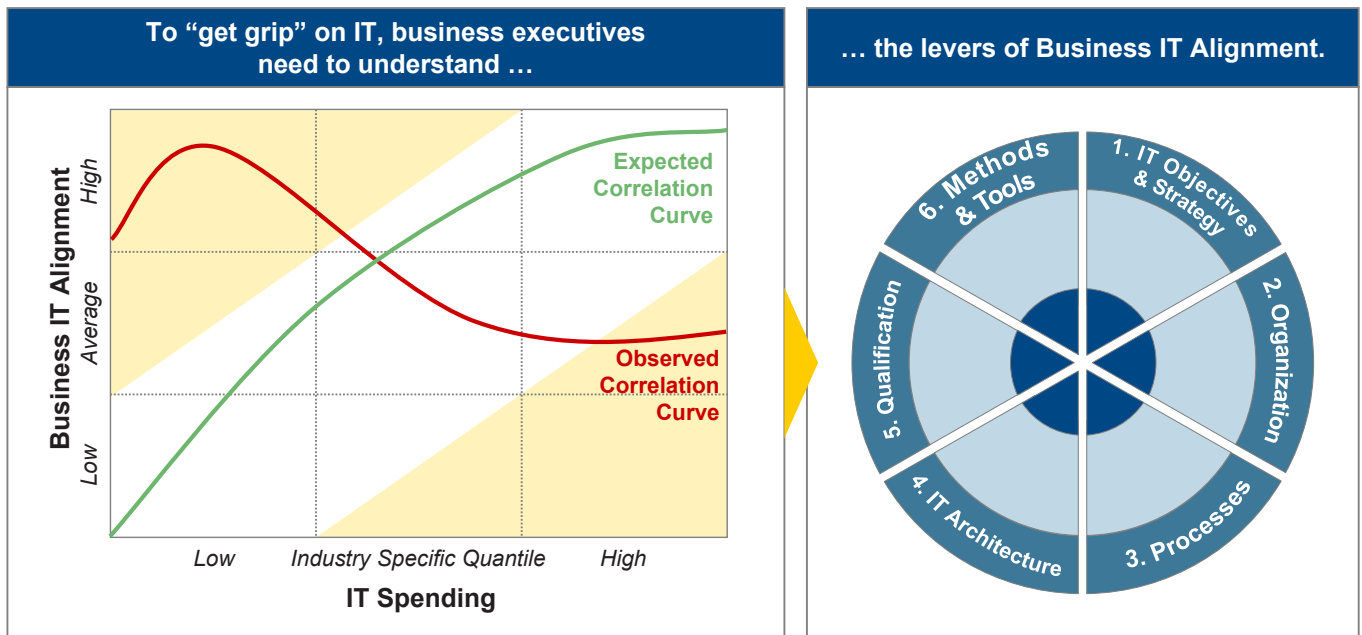 To “get grip” on IT, business executives
need to understand …
… the levers of Business IT Alignment.
Business IT Alignment
High
Average
Low
Expected
Correlation
Curve
Observed
Correlation
Curve
Low
Industry Specific Quantile
High
IT Spending
1. IT Objectives
& Strategy
2. Organization
3. Processes
4. IT Architecture
5. Qualification
6. Methods
& Tools